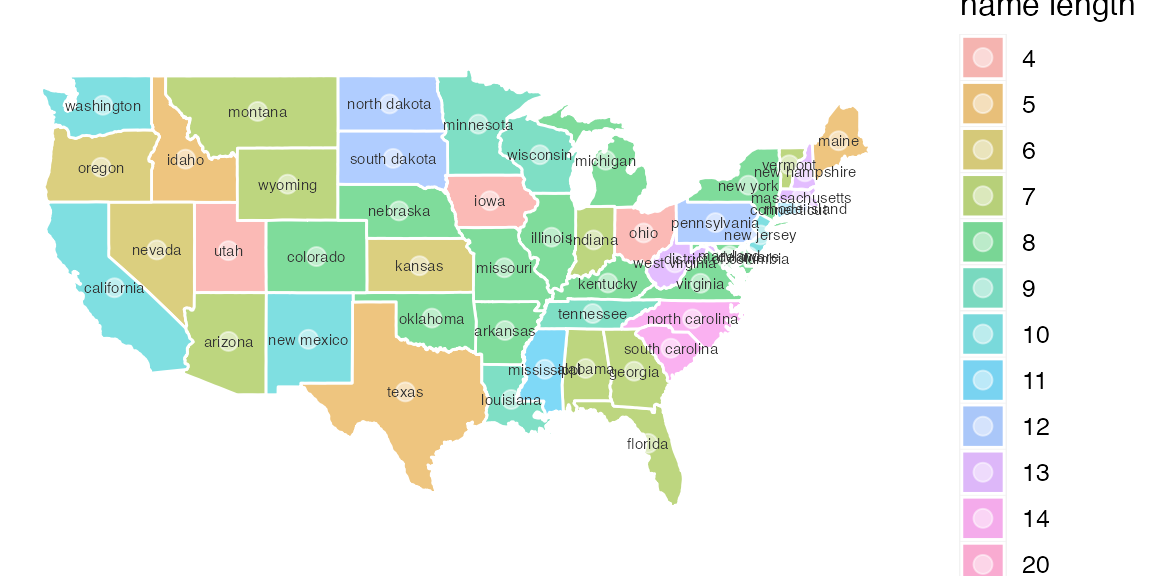 name length
4
5
6
7
8
9
10
11
12
13
14
20
washington
montana
north dakota
minnesota
maine
oregon
idaho
south dakota
wisconsin
michigan
vermont
new hampshire
wyoming
new york
massachusetts
iowa
nebraska
connecticut
rhode island
pennsylvania
ohio
new jersey
illinois
indiana
nevada
utah
colorado
kansas
missouri
west virginia
district of columbia
maryland
delaware
kentucky
virginia
california
tennessee
north carolina
oklahoma
arkansas
arizona
new mexico
south carolina
mississippi
alabama
georgia
texas
louisiana
florida